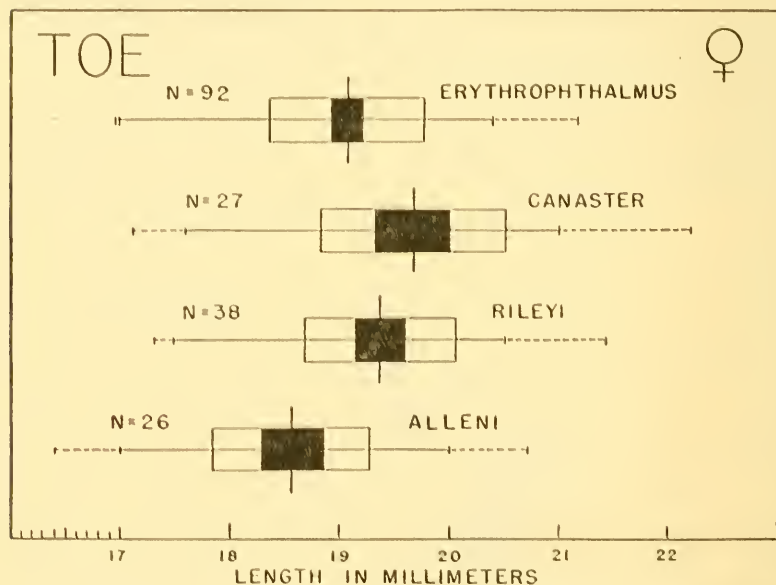 TOE ♀
N=92 ERYTHROPHTHALMUS
N=27 CANASTER
N=38 RILEYI
N=26 ALLENI
17 18 19 20 21 22
LENGTH IN MILLIMETERS